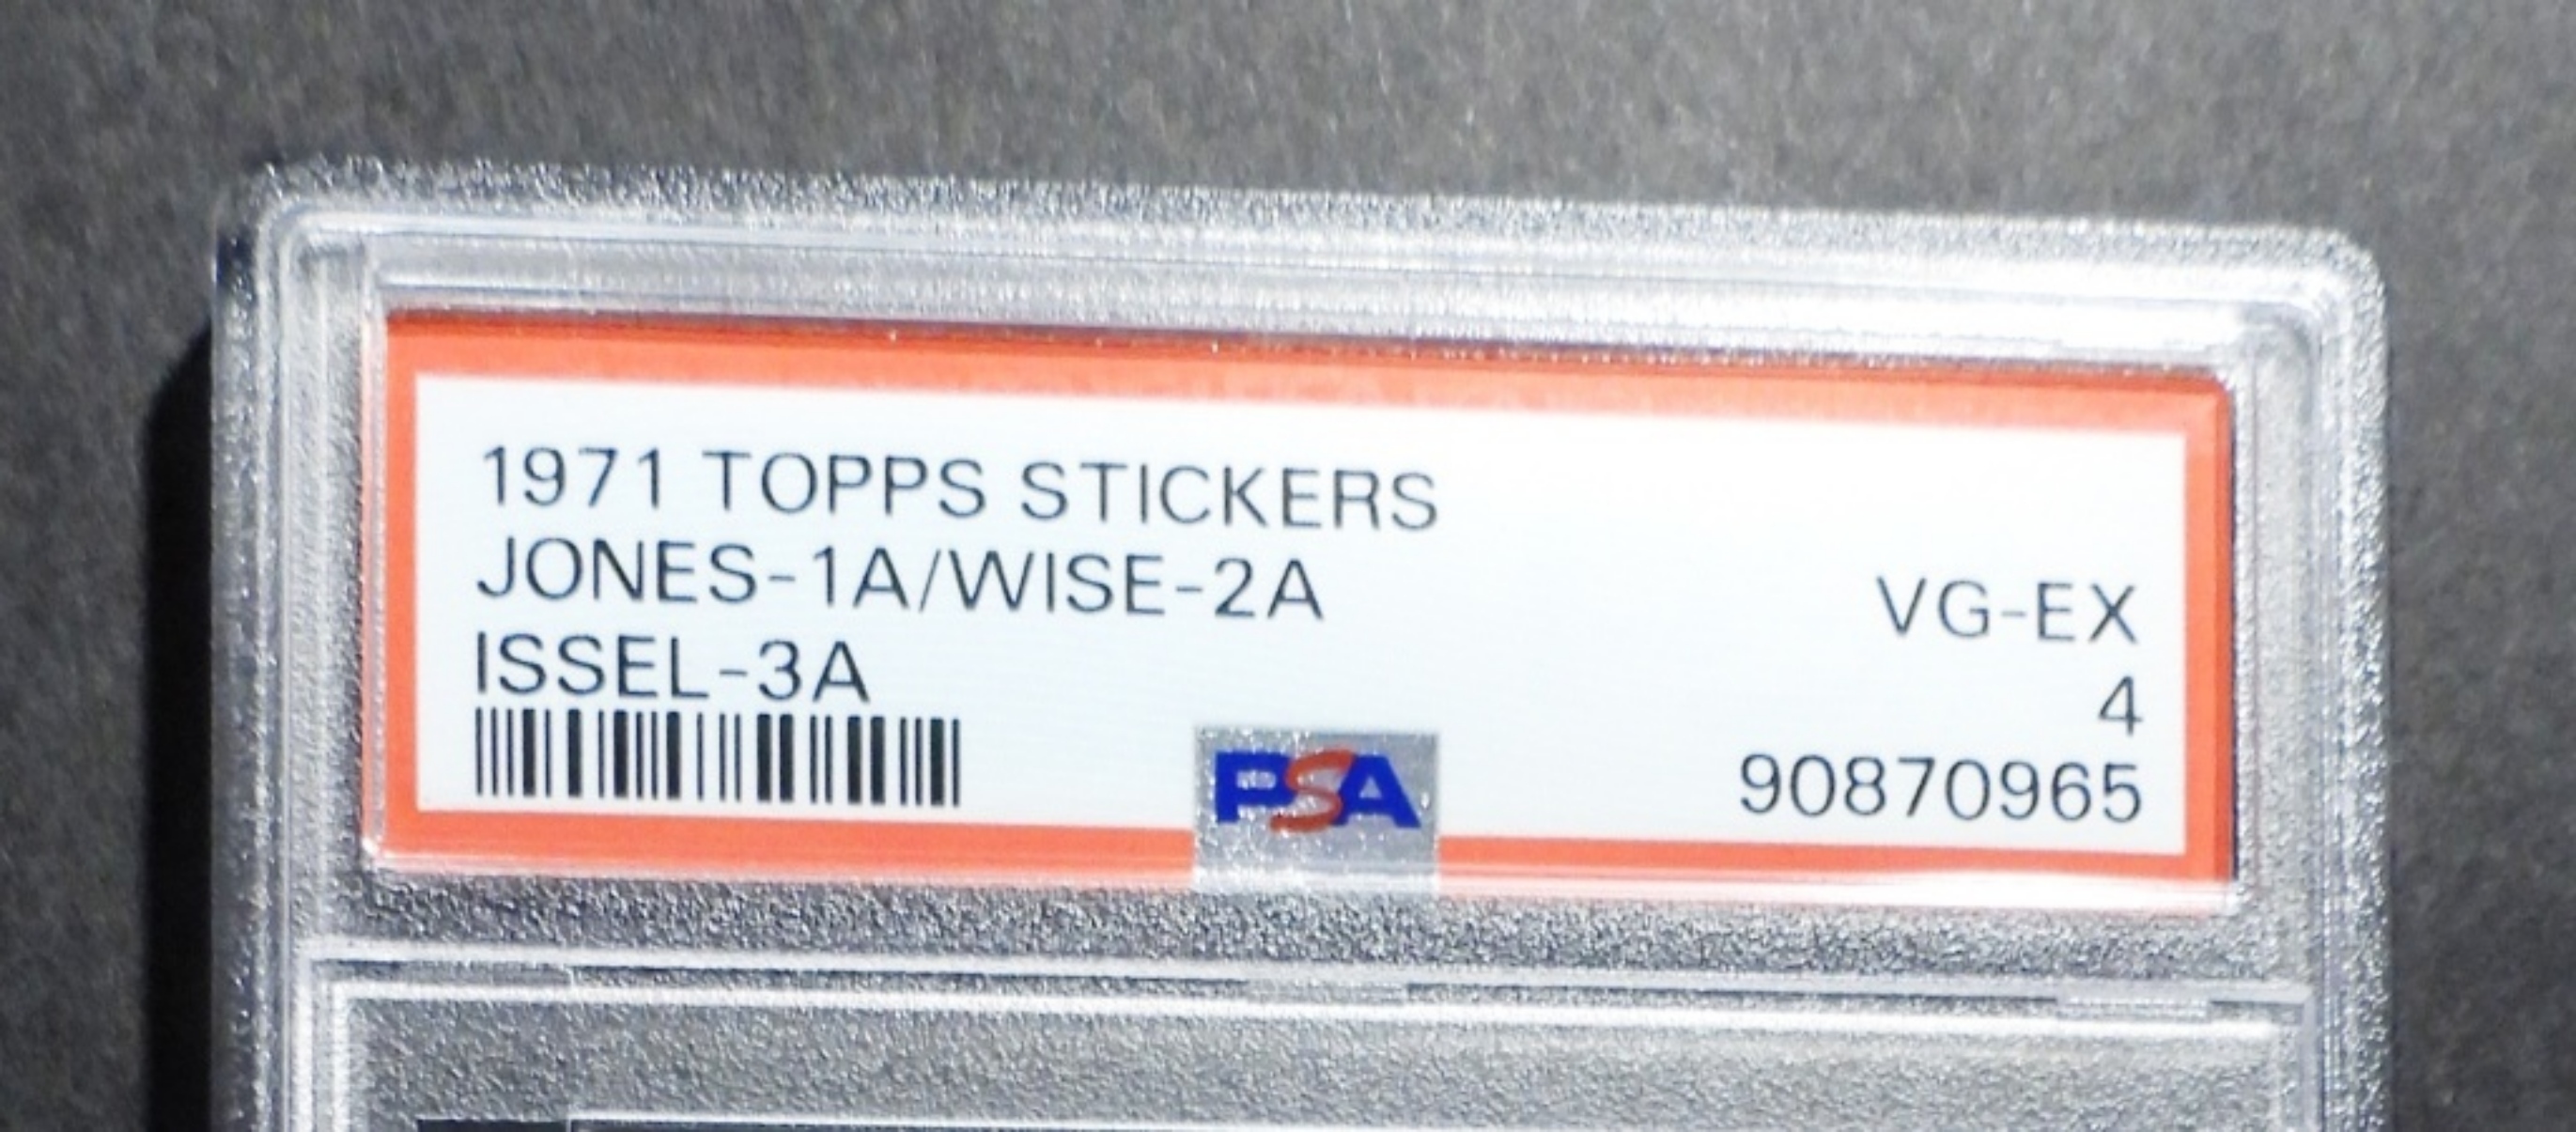 1971 TOPPS STICKERS
JONES-1A/WISE-2A
ISSEL-3A
VG-EX
4
90870965
PSA